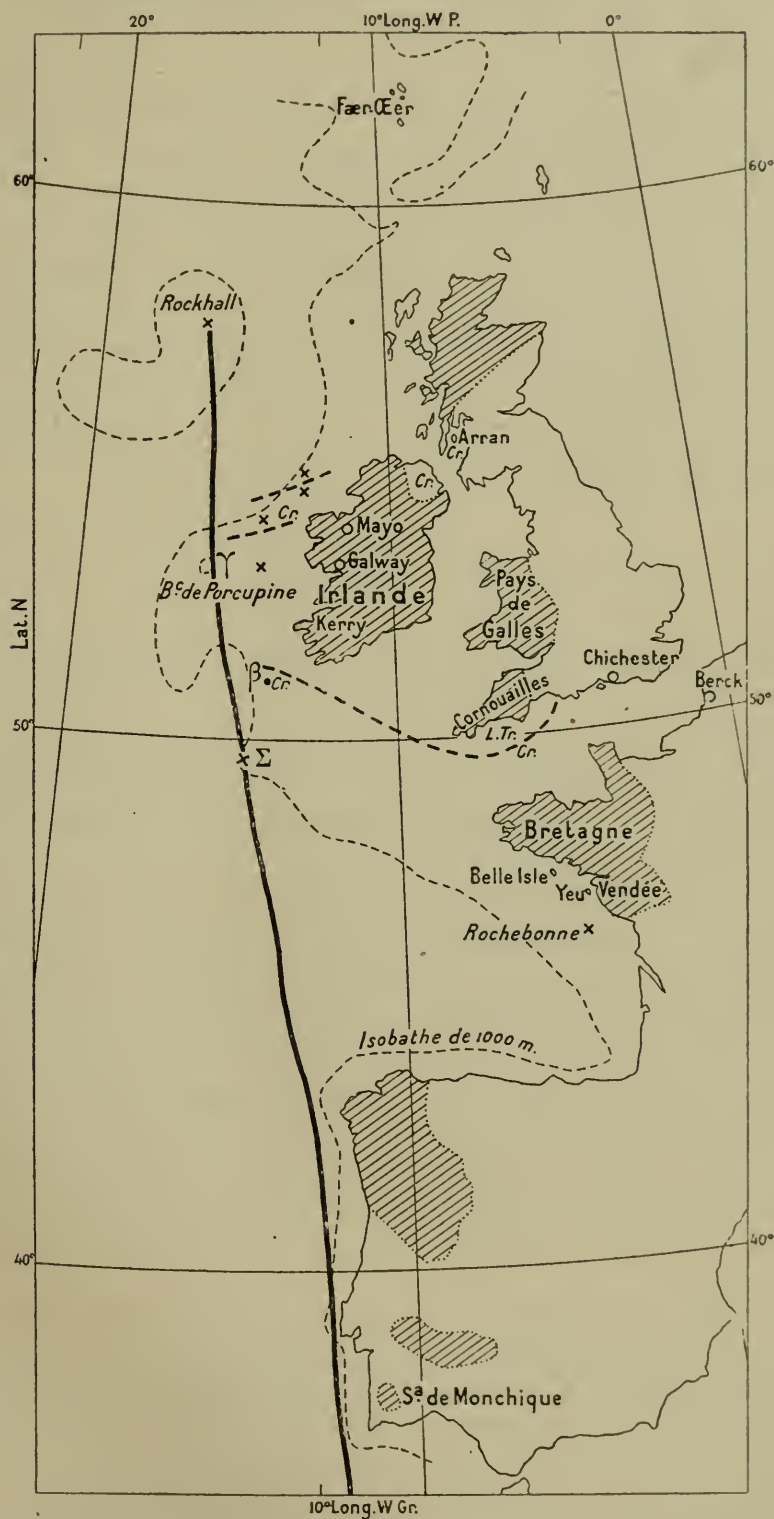 20° 10° Long. W P. 0°
Fær. Œer
60° 60°
Rockhall
Arran
Cr.
Cr.
Cr.
Mayo
Galway
ϒ
Bᶜ de Porcupine
Irlande
Kerry
Pays
de
Galles
Lat. N
Chichester
β Cr.
Cornouailles
Berck
50° 50°
L. Tr.
Cr.
Σ
Bretagne
Belle Isle
Yeu Vendée
Rochebonne
Isobathe de 1000 m.
40° 40°
Sᵃ de Monchique
10° Long. W Gr.